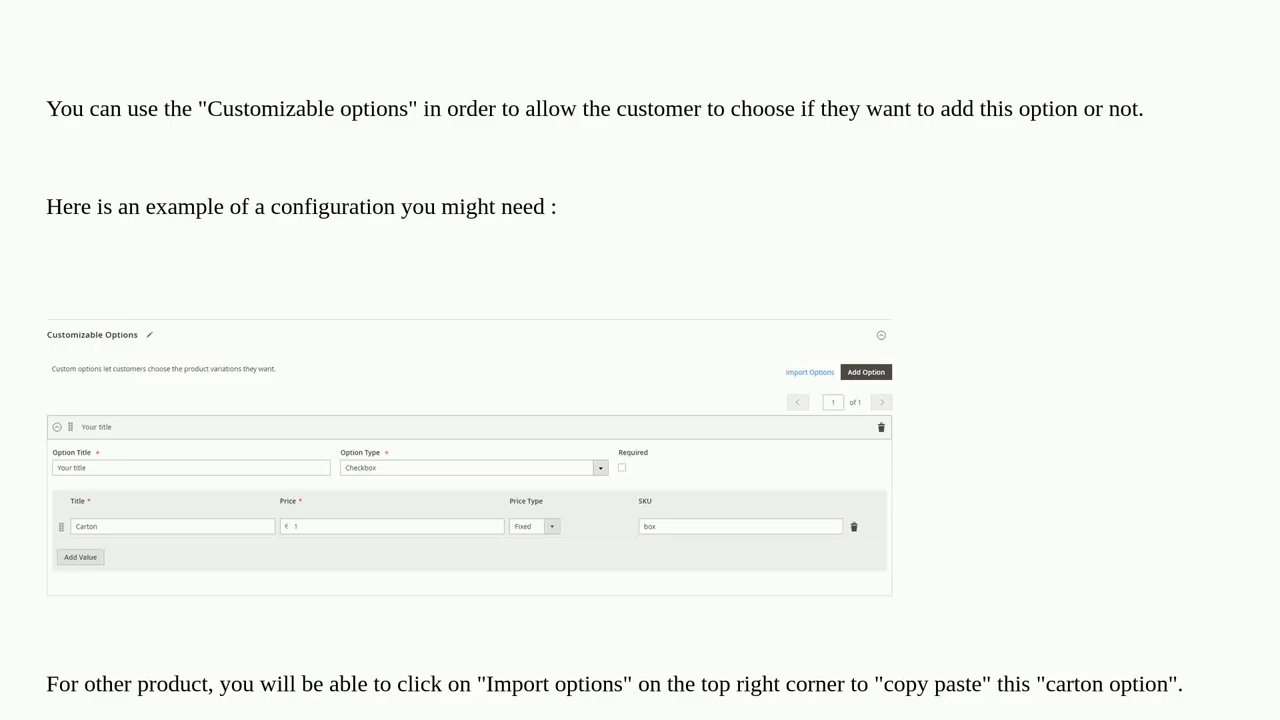 You can use the "Customizable options" in order to allow the customer to choose if they want to add this option or not.
Here is an example of a configuration you might need :
Customizable Options
Custom options let customers choose the product variations they want.
Import Options Add Option
1 of 1
Your title
Option Title * Option Type * Required
Your title Checkbox
Title * Price * Price Type SKU
Carton € 1 Fixed box
Add Value
For other product, you will be able to click on "Import options" on the top right corner to "copy paste" this "carton option".